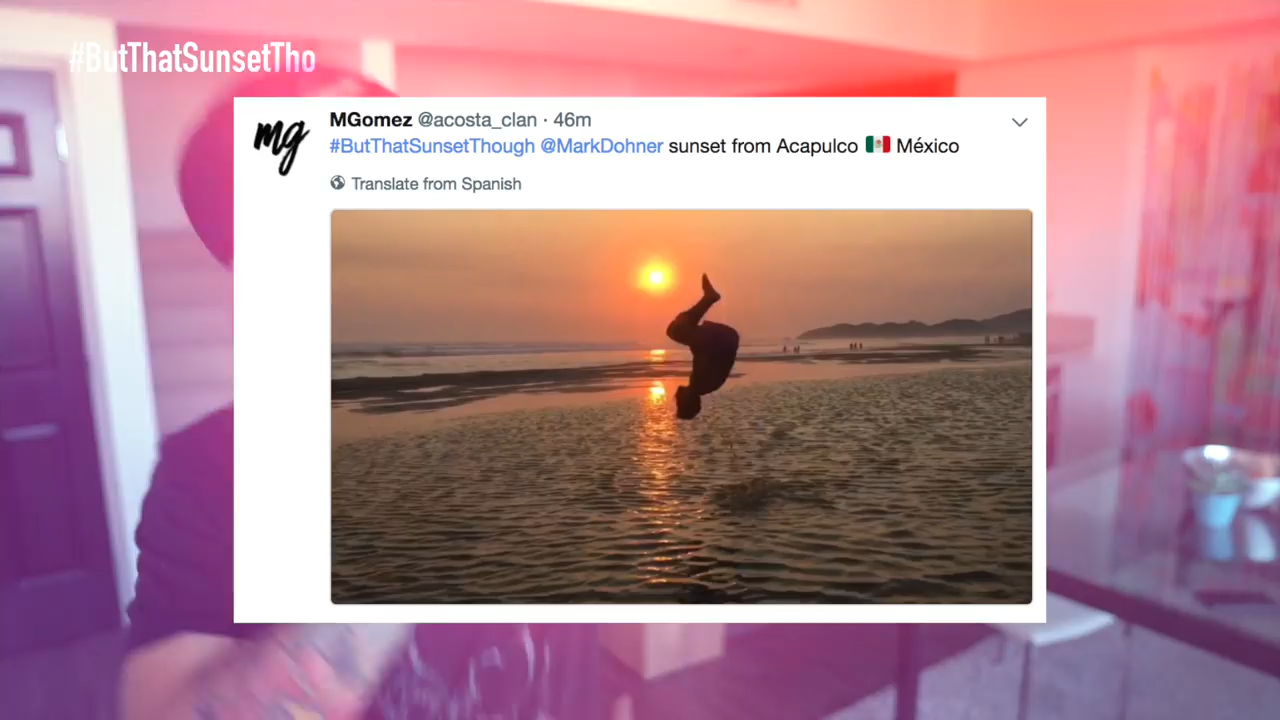 #ButThatSunsetTho
mg
MGomez @acosta_clan · 46m
#ButThatSunsetThough @MarkDohner sunset from Acapulco 🇲🇽 México
Translate from Spanish